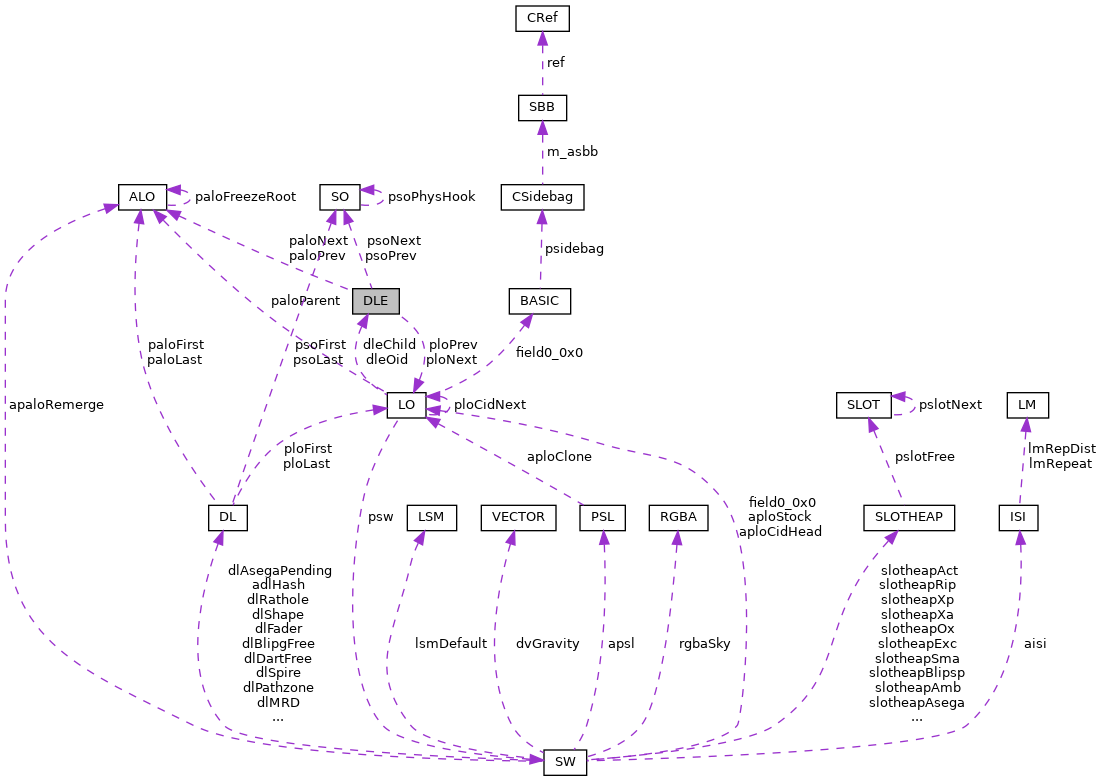 CRef
ref
SBB
m_asbb
ALO
paloFreezeRoot
SO
psoPhysHook
CSidebag
paloNext
paloPrev
psoNext
psoPrev
psidebag
paloParent
DLE
BASIC
paloFirst
paloLast
psoFirst
psoLast
dleChild
dleOid
ploPrev
ploNext
field0_0x0
apaloRemerge
LO
ploCidNext
SLOT
pslotNext
LM
ploFirst
ploLast
aploClone
pslotFree
lmRepDist
lmRepeat
DL
psw
LSM
VECTOR
PSL
RGBA
field0_0x0
aploStock
aploCidHead
SLOTHEAP
ISI
dlAsegaPending
adlHash
dlRathole
dlShape
dlFader
dlBlipgFree
dlDartFree
dlSpire
dlPathzone
dlMRD
...
lsmDefault
dvGravity
apsl
rgbaSky
slotheapAct
slotheapRip
slotheapXp
slotheapXa
slotheapOx
slotheapExc
slotheapSma
slotheapBlipsp
slotheapAmb
slotheapAsega
...
aisi
SW